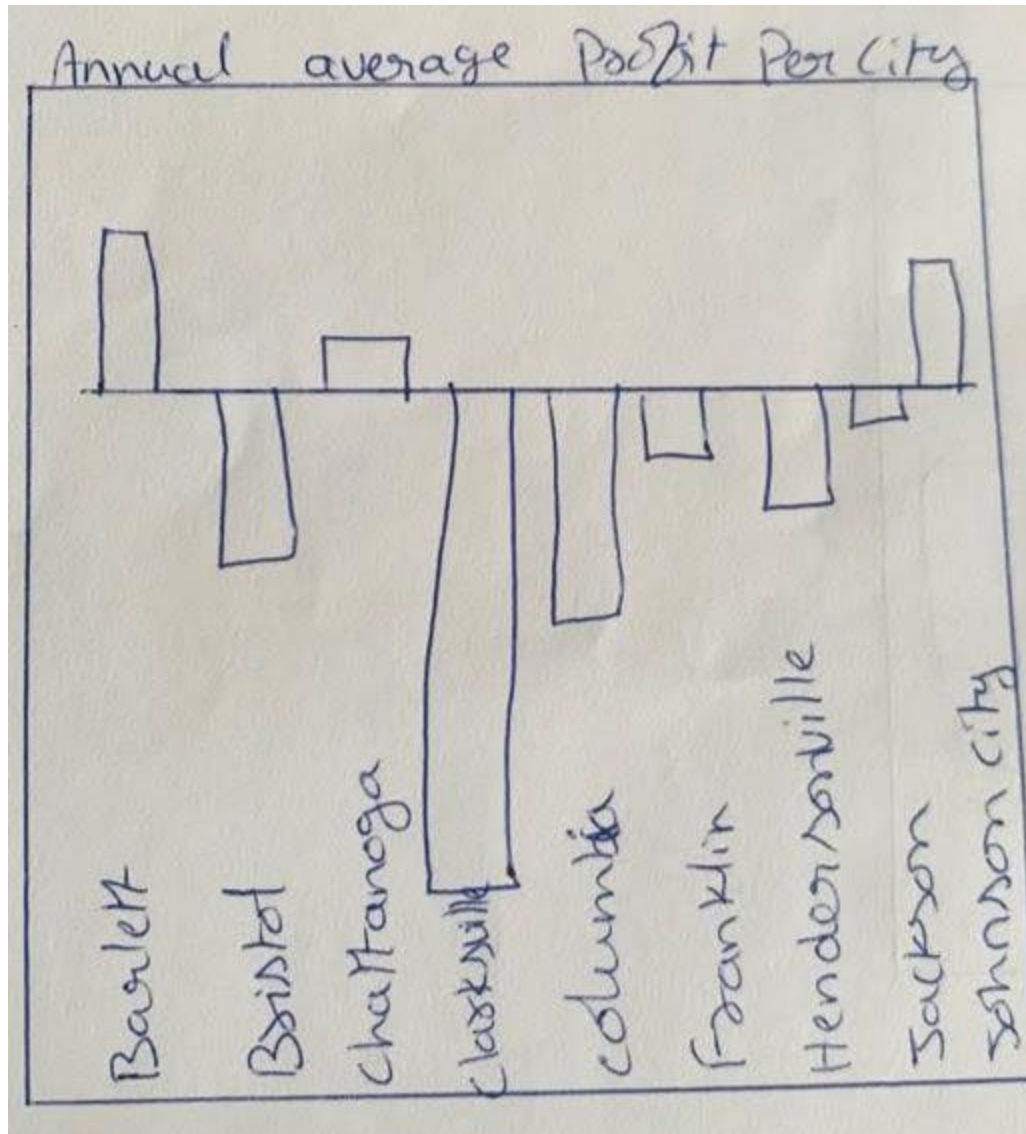 Annual average Profit Per City
Barlett
Bristol
Chattanoga
Clarksville
Columbia
Franklin
Hendersonville
Jackson
Johnson City